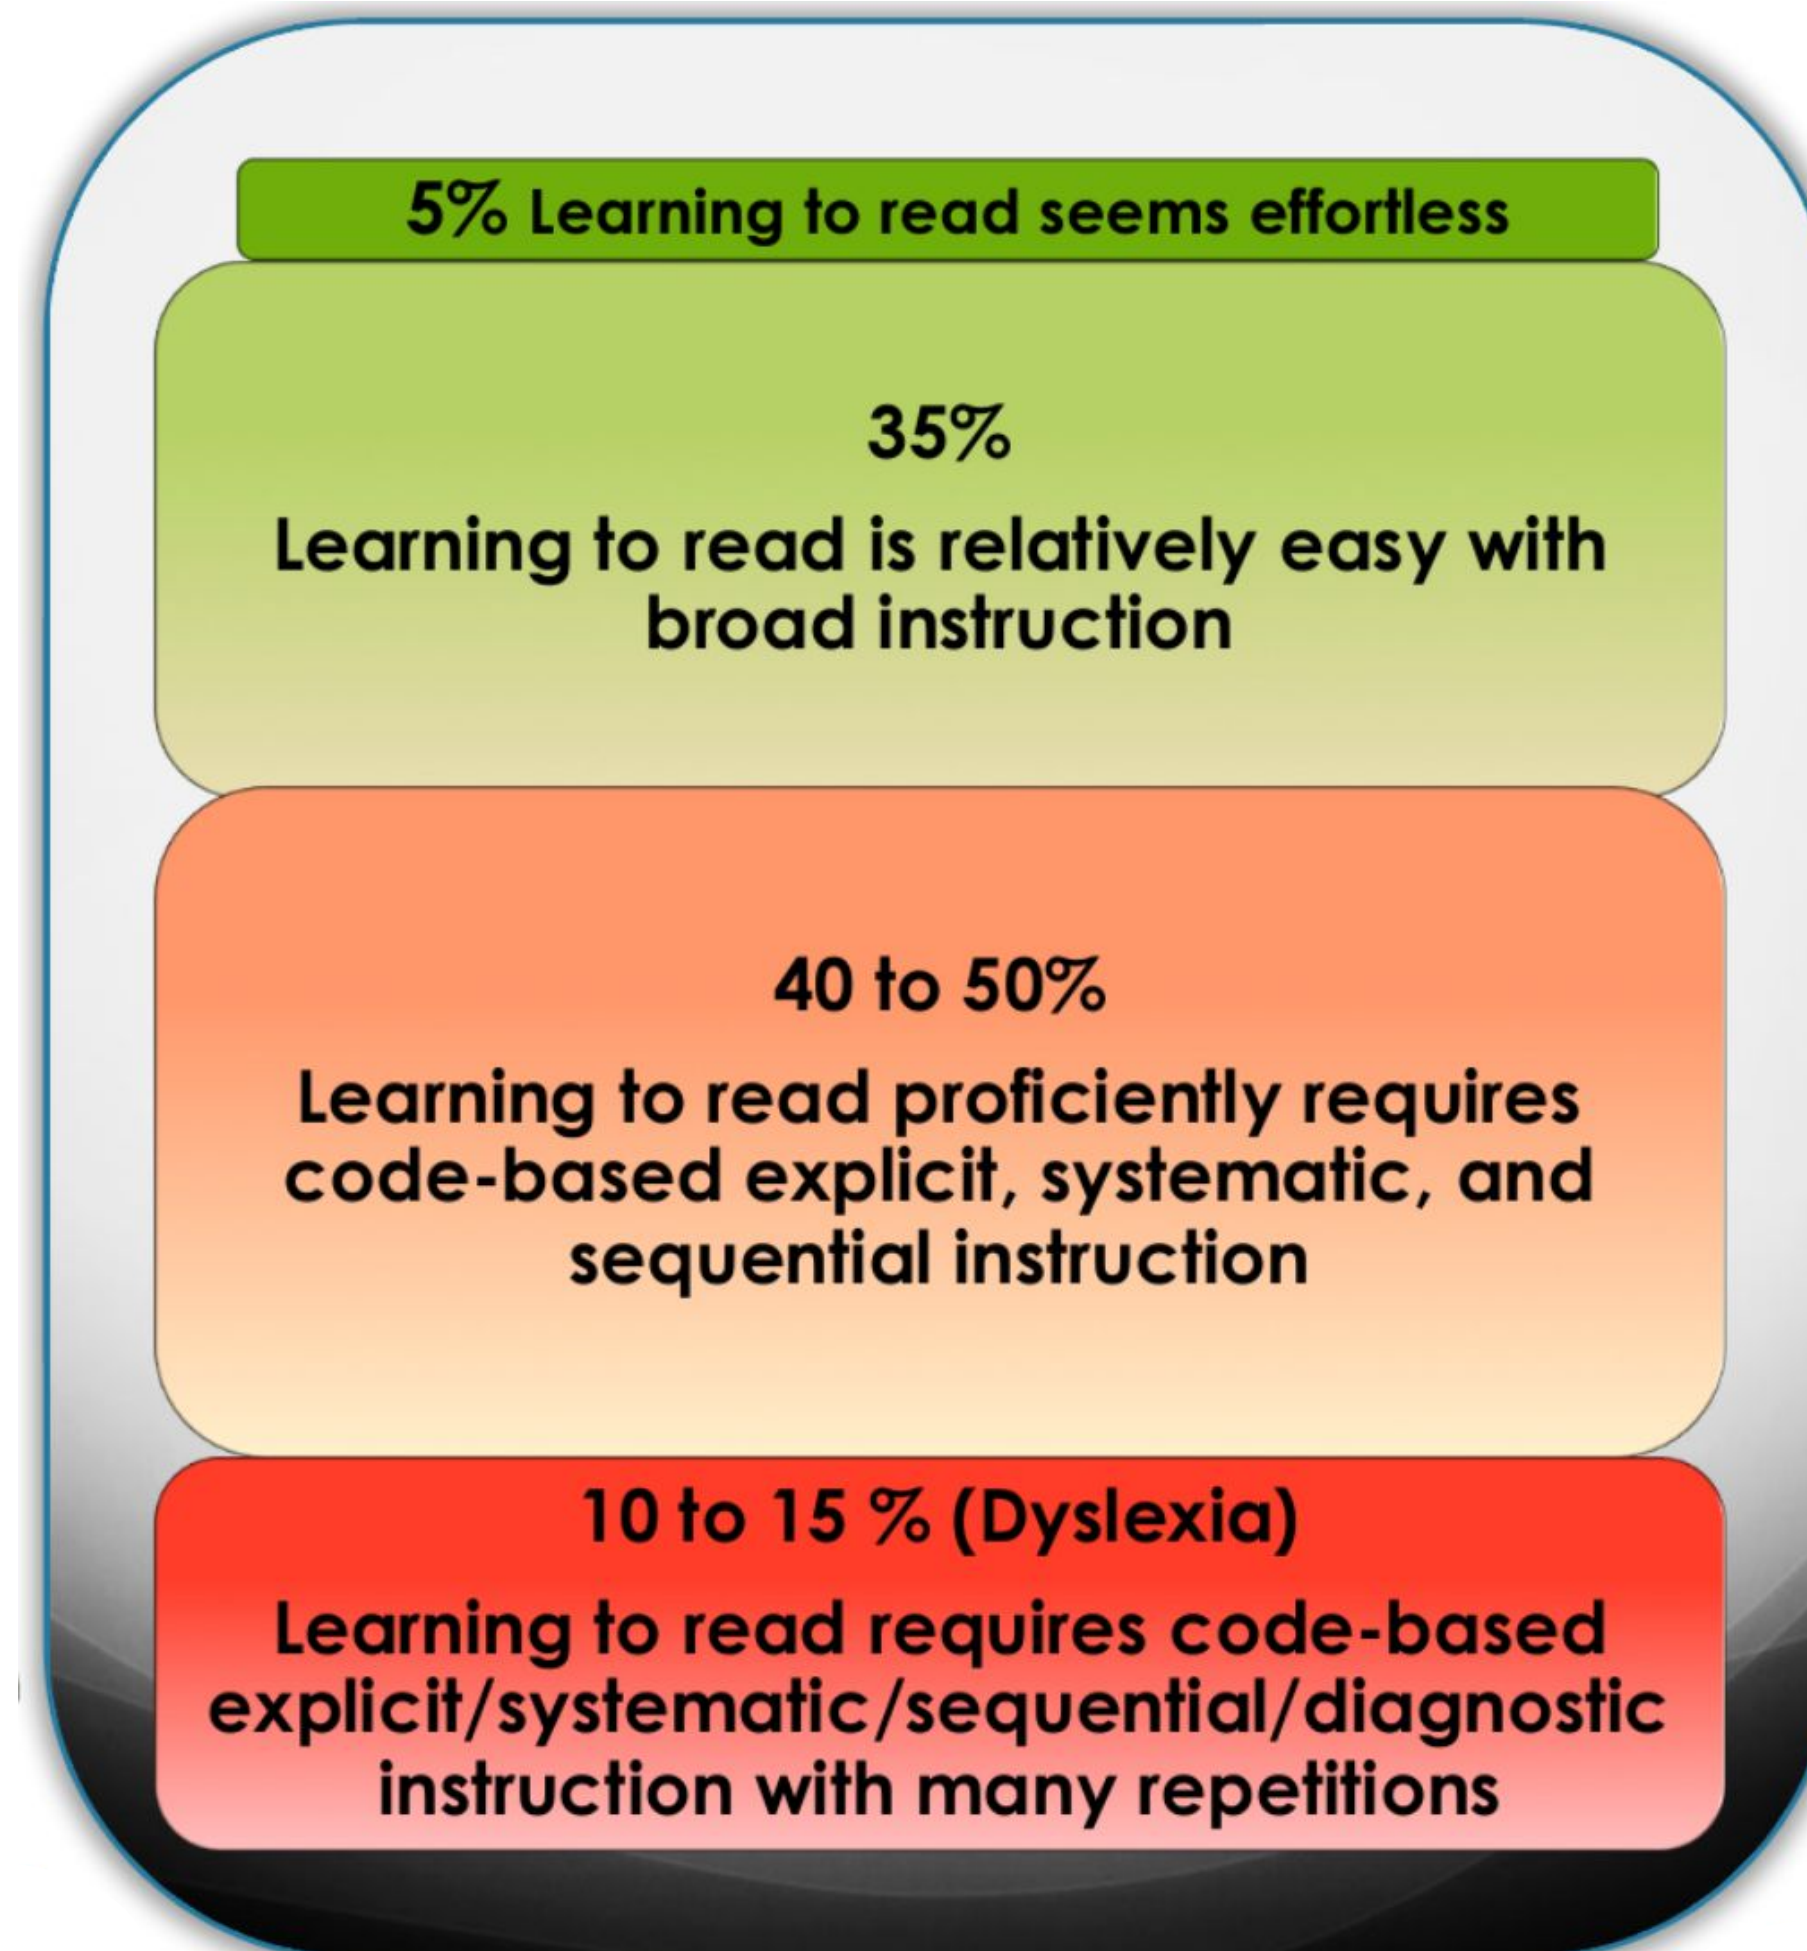 5% Learning to read seems effortless
35%
Learning to read is relatively easy with
broad instruction
40 to 50%
Learning to read proficiently requires
code-based explicit, systematic, and
sequential instruction
10 to 15 % (Dyslexia)
Learning to read requires code-based
explicit/systematic/sequential/diagnostic
instruction with many repetitions